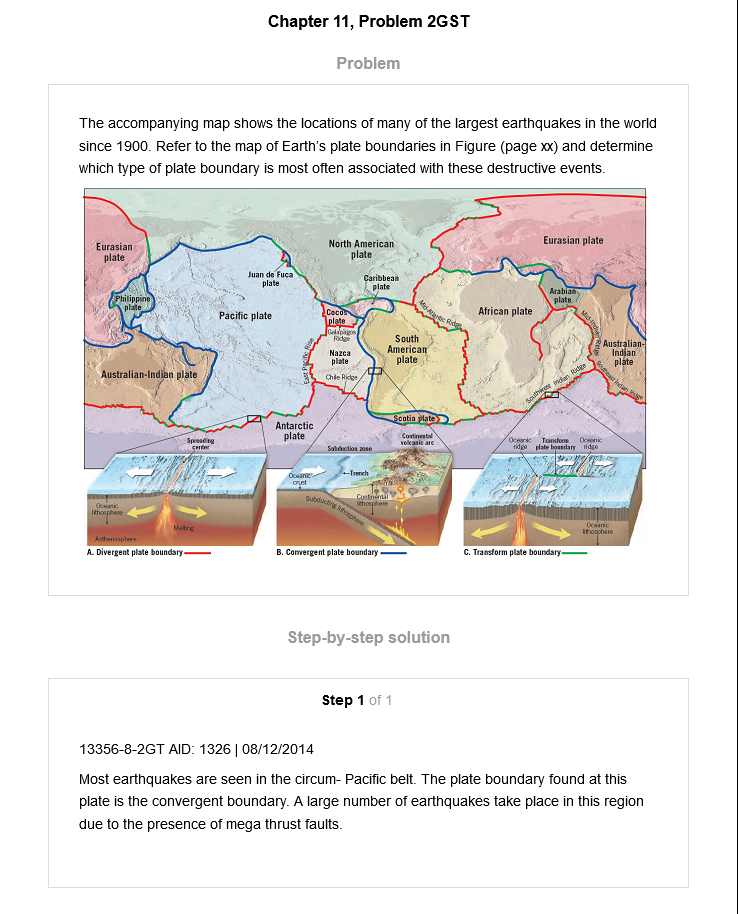 Chapter 11, Problem 2GST
Problem
The accompanying map shows the locations of many of the largest earthquakes in the world
since 1900. Refer to the map of Earth's plate boundaries in Figure (page xx) and determine
which type of plate boundary is most often associated with these destructive events.
Eurasian
plate
North American
plate
Eurasian plate
Juan de Fuca
plate
Caribbean
plate
Philippine
plate
Arabian
plate
Pacific plate
Cocos
plate
Mid-Atlantic Ridge
African plate
Mid-Indian Ridge
Galapagos
Ridge
East Pacific Rise
Nazca
plate
South
American
plate
Australian-
Indian
plate
Australian-Indian plate
Chile Ridge
Southwest Indian Ridge
Southeast Indian Ridge
Scotia plate
Antarctic
plate
Spreading
center
Subduction zone
Continental
volcanic arc
Oceanic
ridge
Transform
plate boundary
Oceanic
ridge
Oceanic
crust
Trench
Oceanic
lithosphere
Continental
lithosphere
Subducting lithosphere
Melting
Asthenosphere
Oceanic
lithosphere
A. Divergent plate boundary
B. Convergent plate boundary
C. Transform plate boundary
Step-by-step solution
Step 1 of 1
13356-8-2GT AID: 1326 | 08/12/2014
Most earthquakes are seen in the circum- Pacific belt. The plate boundary found at this
plate is the convergent boundary. A large number of earthquakes take place in this region
due to the presence of mega thrust faults.